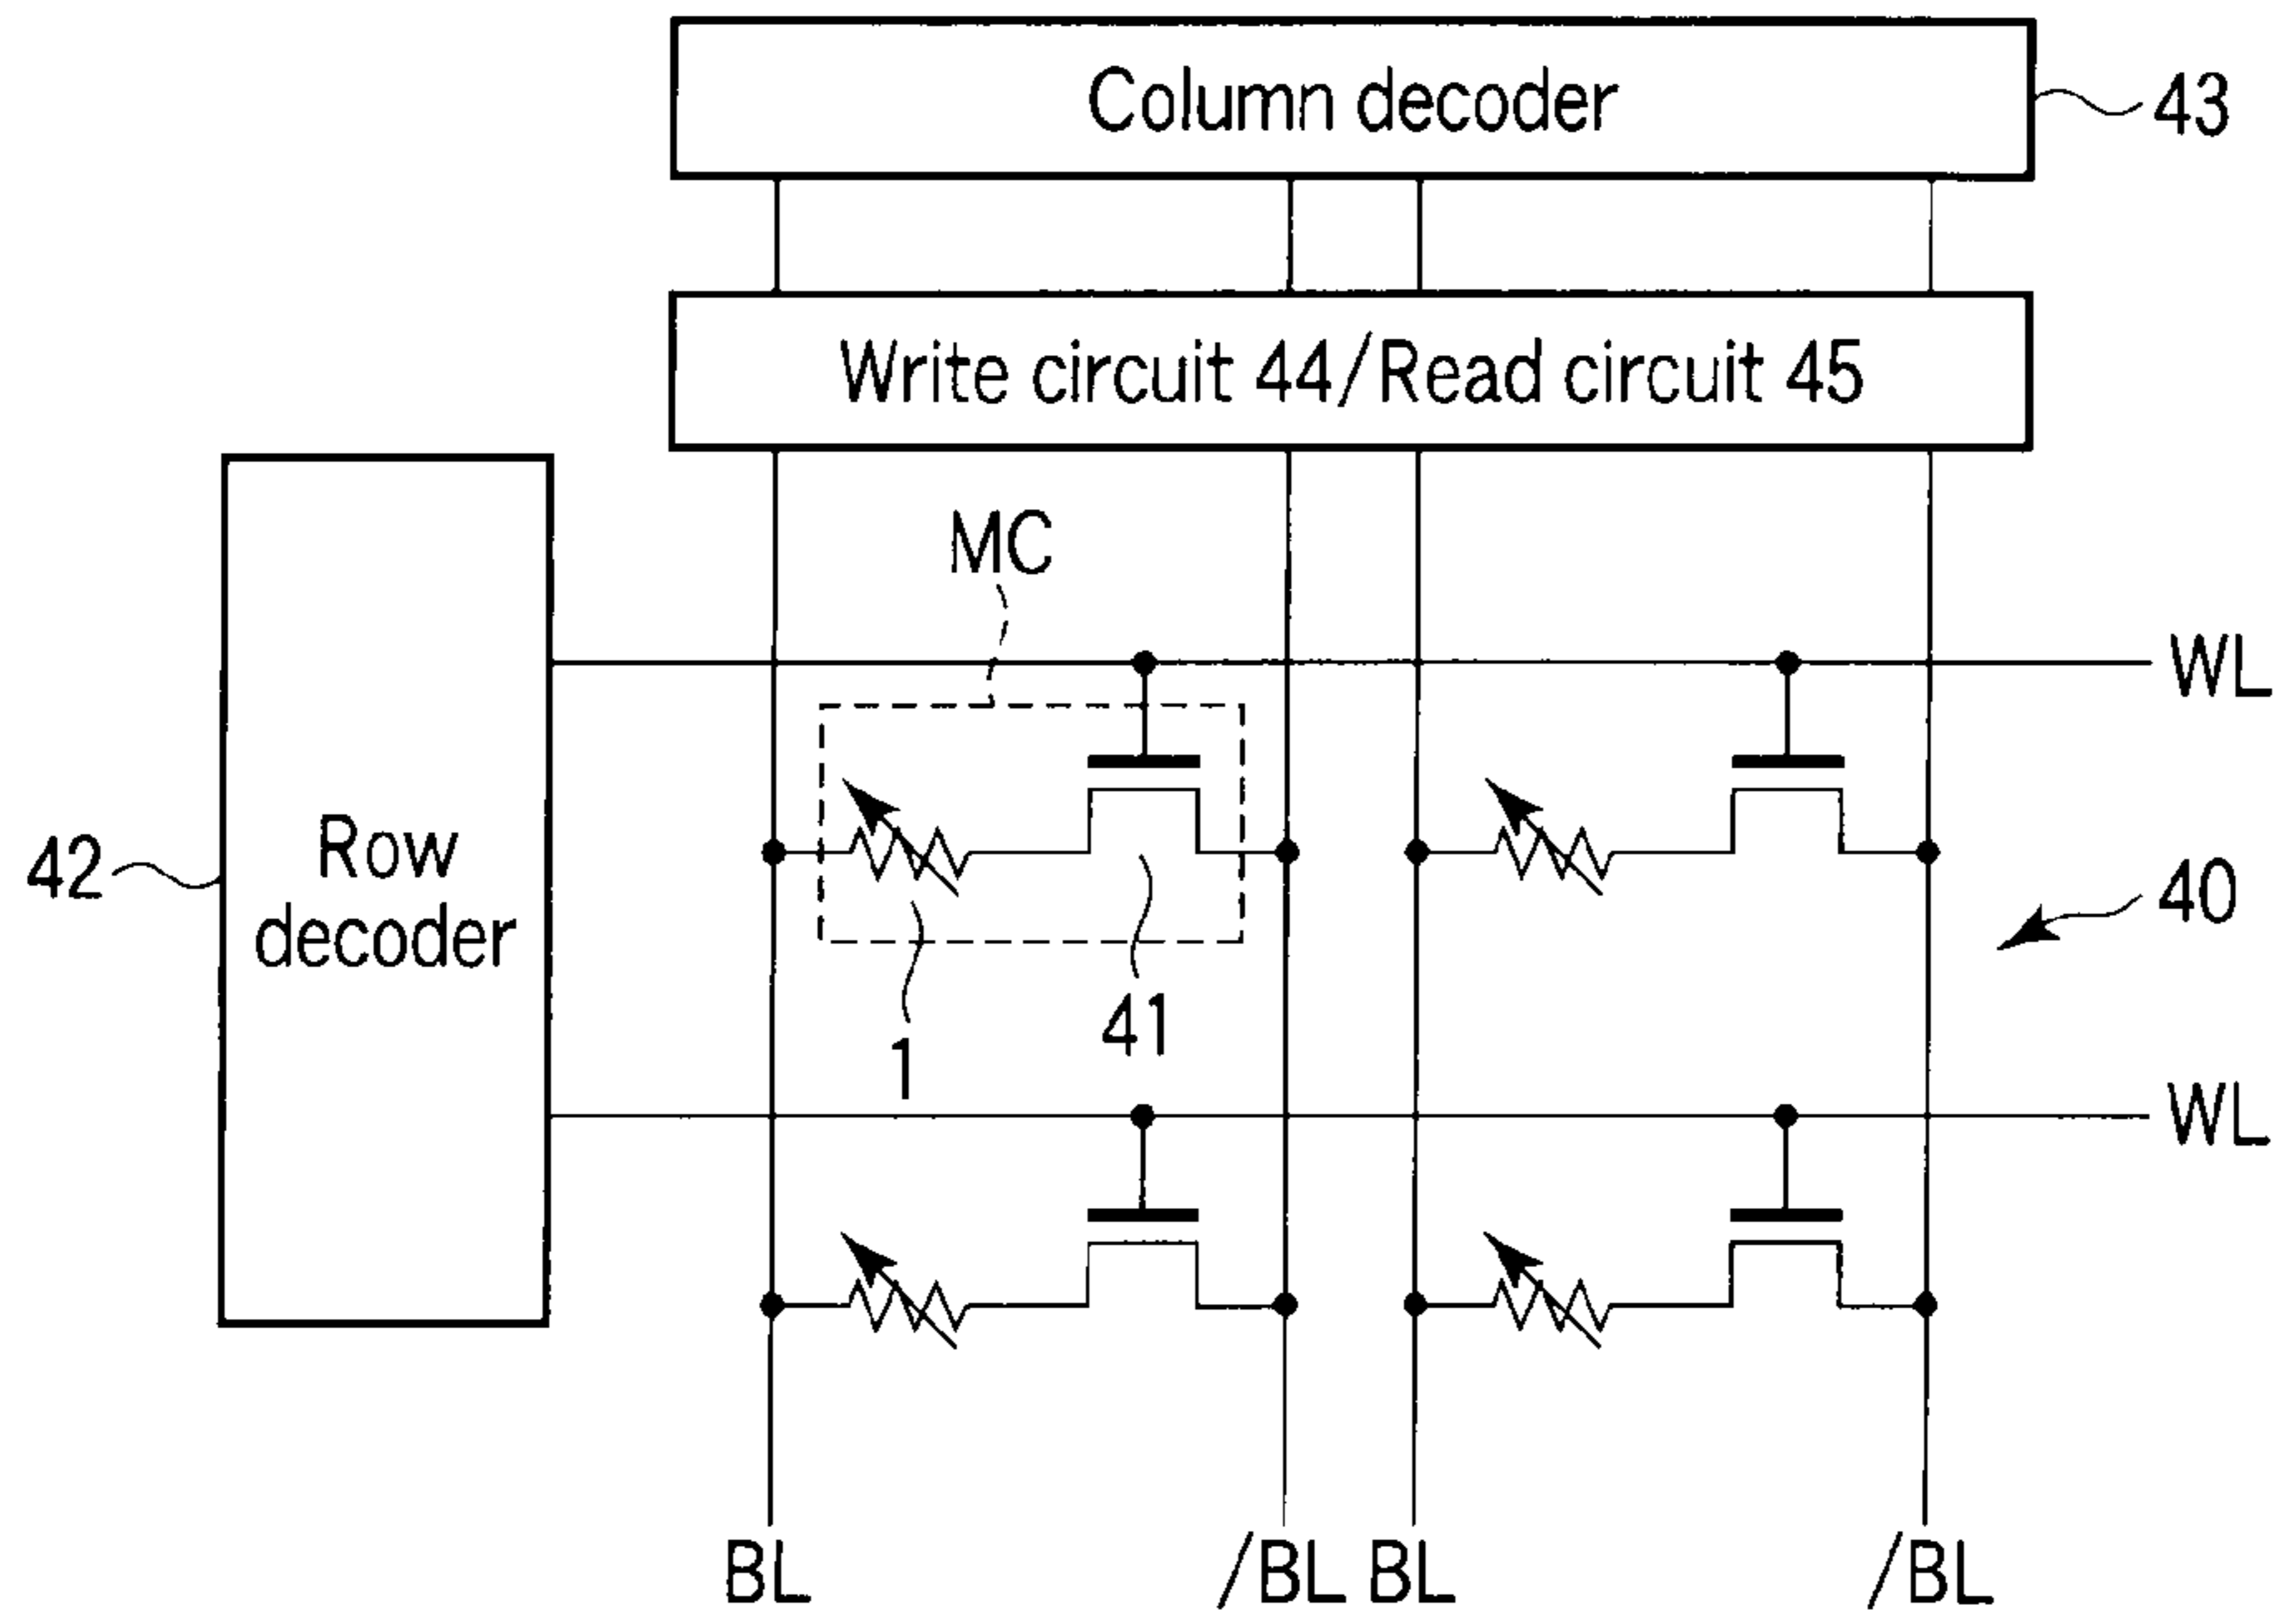 Column decoder
43
Write circuit 44/Read circuit 45
MC
WL
42
Row
decoder
40
1
41
WL
BL
/BL
BL
/BL